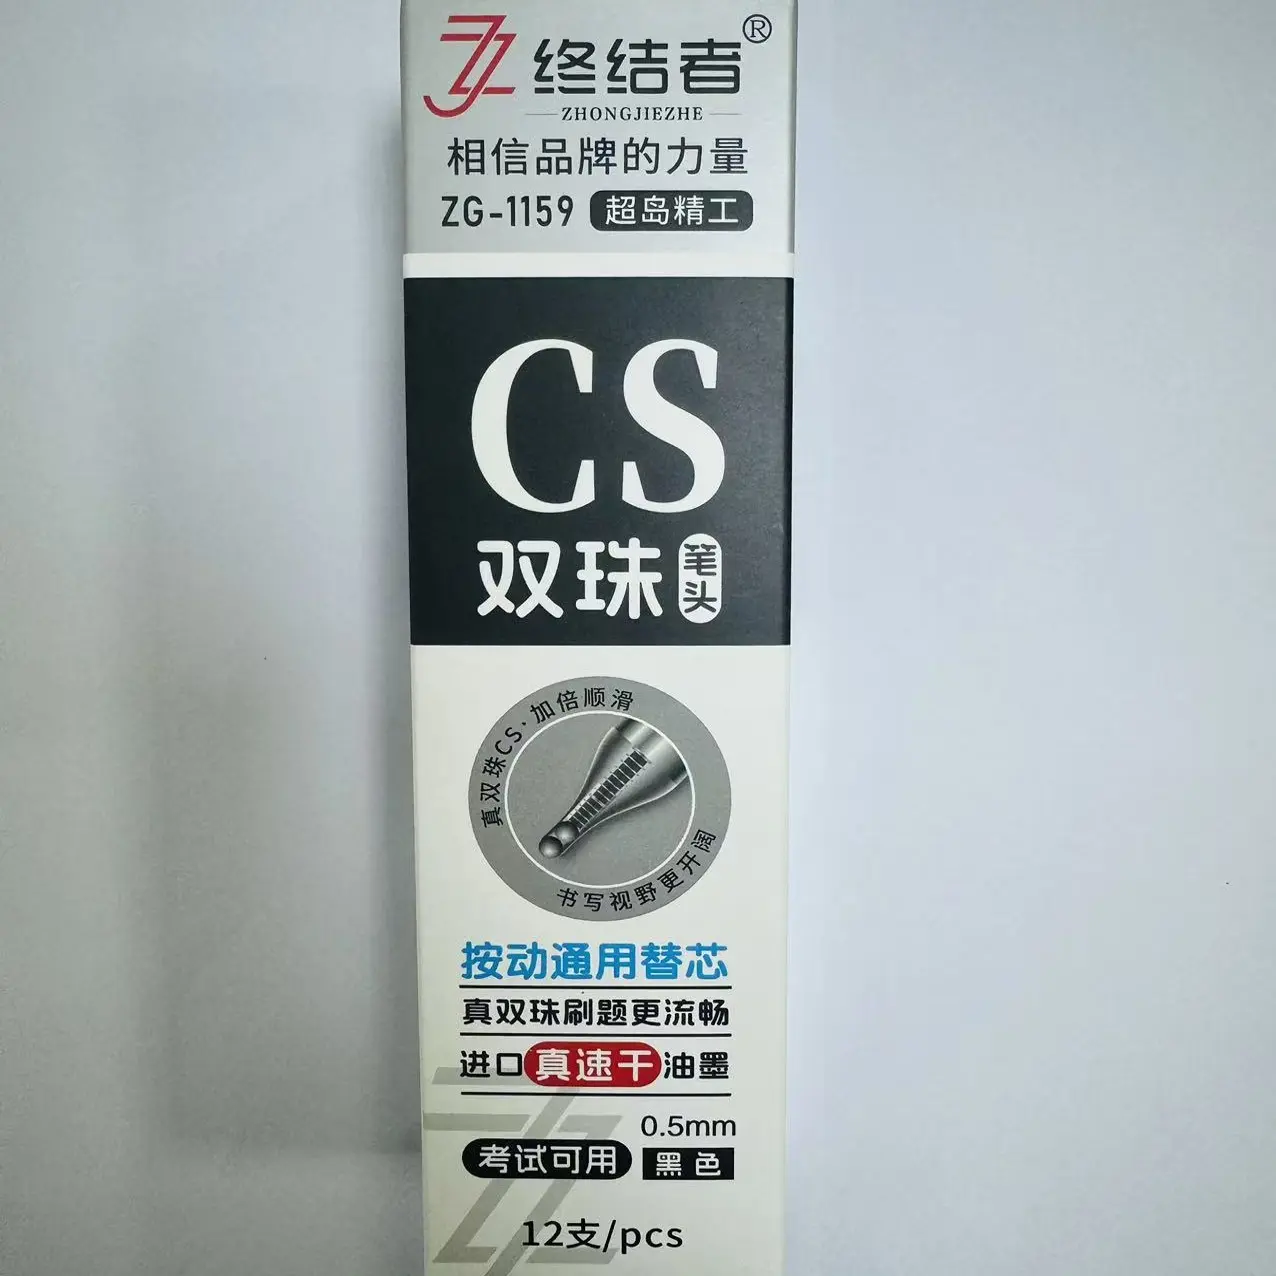 终结者®
ZHONGJIEZHE
相信品牌的力量
ZG-1159 超岛精工
CS
双珠 笔头
真双珠CS·加倍顺滑
书写视野更开阔
按动通用替芯
真双珠刷题更流畅
进口真速干油墨
0.5mm
考试可用 黑色
12支/pcs